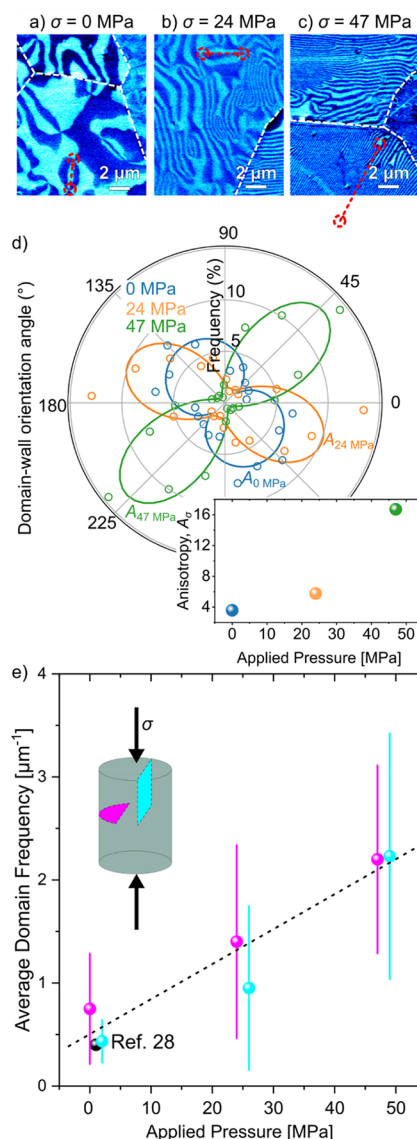 a) σ = 0 MPa
b) σ = 24 MPa
c) σ = 47 MPa
2 µm
2 µm
2 µm
d)
90
135
45
0 MPa
24 MPa
47 MPa
Frequency (%)
10
5
Domain-wall orientation angle (°)
180
0
A24 MPa
A0 MPa
A47 MPa
225
Anisotropy, Aσ
16
12
8
4
0 10 20 30 40 50
Applied Pressure [MPa]
e)
4
σ
3
Average Domain Frequency [µm⁻¹]
2
1
Ref. 28
0
0 10 20 30 40 50
Applied Pressure [MPa]